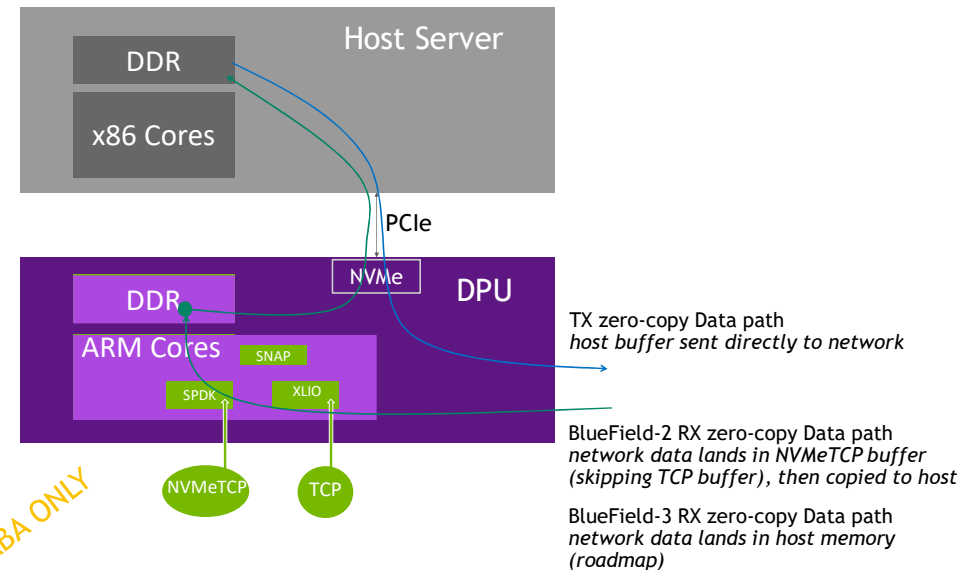 Host Server
DDR
x86 Cores
PCIe
NVMe
DPU
DDR
ARM Cores
SNAP
SPDK
XLIO
NVMeTCP
TCP
TX zero-copy Data path
host buffer sent directly to network
BlueField-2 RX zero-copy Data path
network data lands in NVMeTCP buffer
(skipping TCP buffer), then copied to host
BlueField-3 RX zero-copy Data path
network data lands in host memory
(roadmap)
ONLY